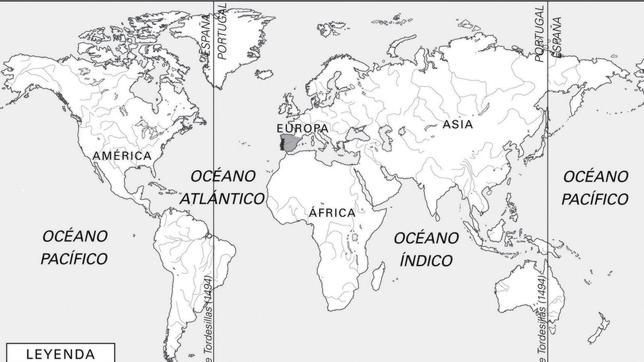 ESPAÑA
PORTUGAL
PORTUGAL
ESPAÑA
EUROPA
ASIA
AMÉRICA
OCÉANO
ATLÁNTICO
OCÉANO
PACÍFICO
ÁFRICA
OCÉANO
PACÍFICO
OCÉANO
ÍNDICO
e Tordesillas (1494)
e Tordesillas (1494)
LEYENDA